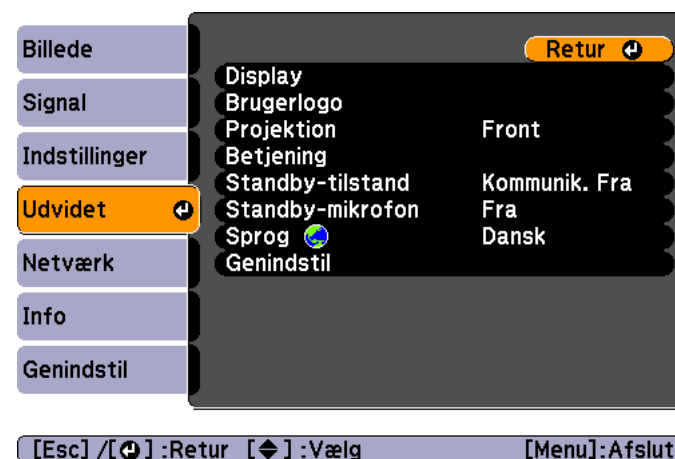 Billede
Signal
Indstillinger
Udvidet
Netværk
Info
Genindstil
Retur
Display
Brugerlogo
Projektion Front
Betjening
Standby-tilstand Kommunik. Fra
Standby-mikrofon Fra
Sprog Dansk
Genindstil
[Esc] /[ ] :Retur [ ] :Vælg [Menu]:Afslut